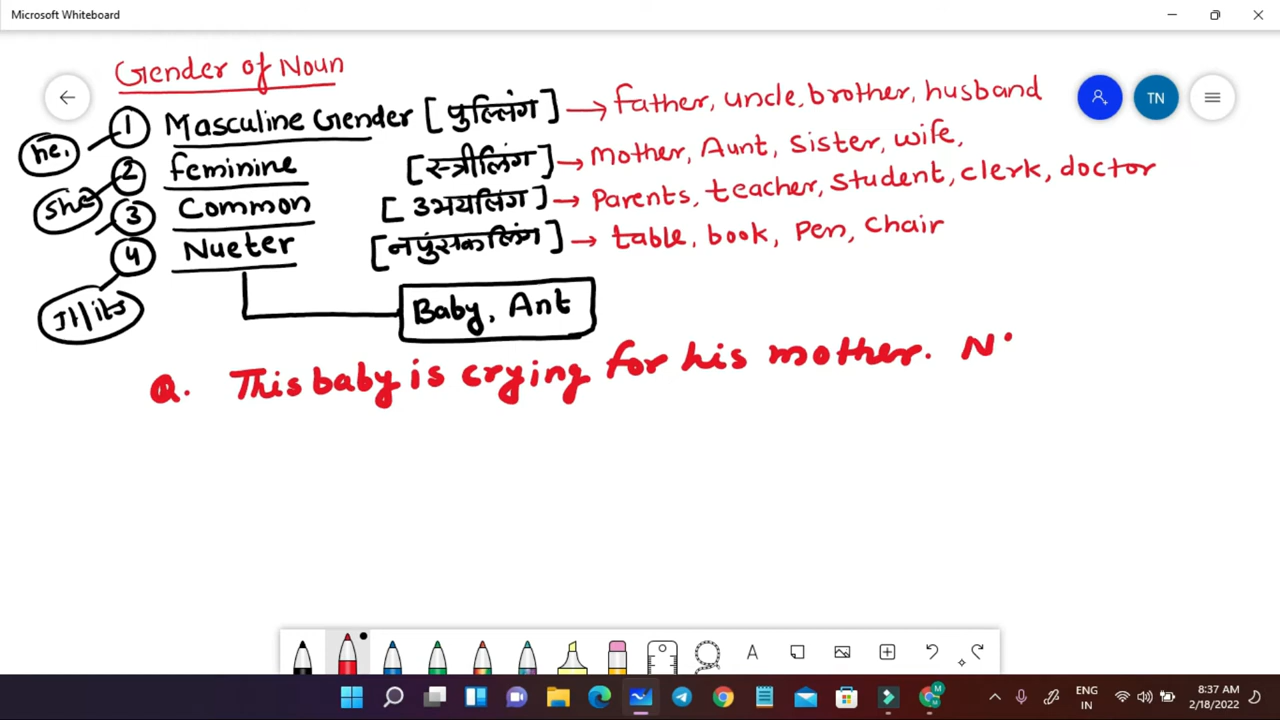 Microsoft Whiteboard
Gender of Noun
1 Masculine Gender [पुल्लिंग] → Father, uncle, brother, husband
he.
2 Feminine [स्त्रीलिंग] → Mother, Aunt, Sister, wife,
she
3 Common [उभयलिंग] → Parents, teacher, student, clerk, doctor
4 Nueter [नपुंसकलिंग] → table, book, Pen, Chair
It/its
Baby, Ant
Q. This baby is crying for his mother. N
TN
A
ENG
IN
8:37 AM
2/18/2022